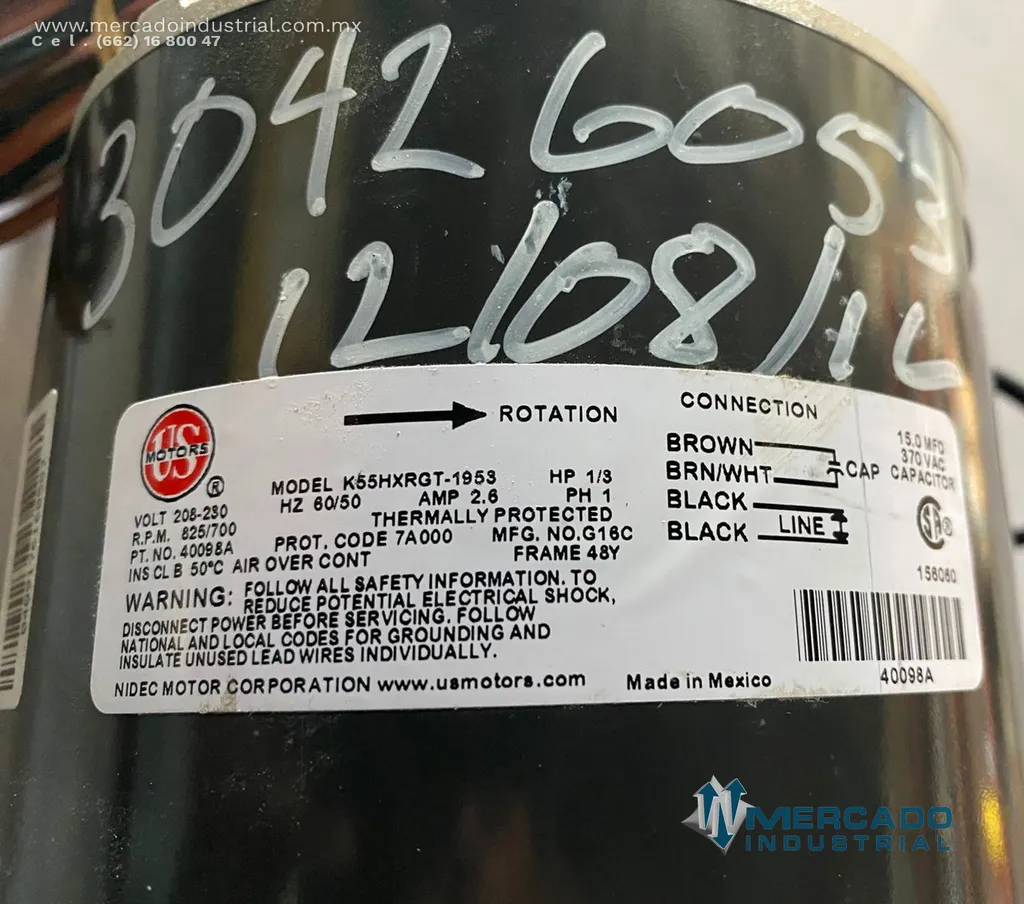 www.mercadoindustrial.com.mx
Cel. (662) 16 800 47
30426053
12/08/16
US
MOTORS
®
ROTATION
MODEL K55HXRGT-1953 HP 1/3
HZ 60/50 AMP 2.6 PH 1
VOLT 208-230 THERMALLY PROTECTED
R.P.M. 825/700 PROT. CODE 7A000 MFG. NO.G16C
PT. NO. 40098A FRAME 48Y
INS CL B 50°C AIR OVER CONT
WARNING: FOLLOW ALL SAFETY INFORMATION. TO
REDUCE POTENTIAL ELECTRICAL SHOCK,
DISCONNECT POWER BEFORE SERVICING. FOLLOW
NATIONAL AND LOCAL CODES FOR GROUNDING AND
INSULATE UNUSED LEAD WIRES INDIVIDUALLY.
NIDEC MOTOR CORPORATION www.usmotors.com Made in Mexico
CONNECTION
BROWN
BRN/WHT CAP
BLACK
BLACK LINE
15.0 MFD
370 VAC
CAPACITOR
SA®
156060
40098A
MERCADO
INDUSTRIAL